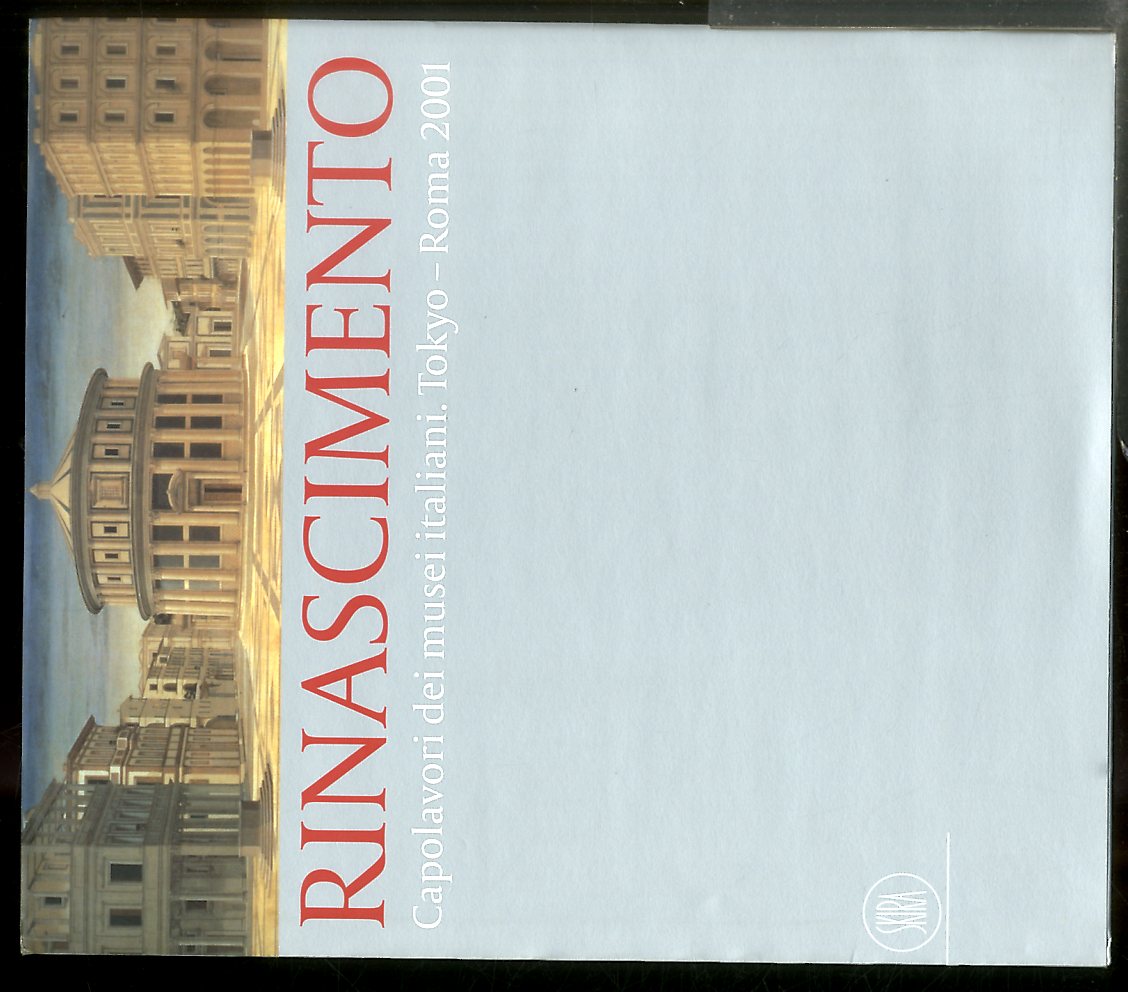 RINASCIMENTO
Capolavori dei musei italiani. Tokyo – Roma 2001
SKIRA